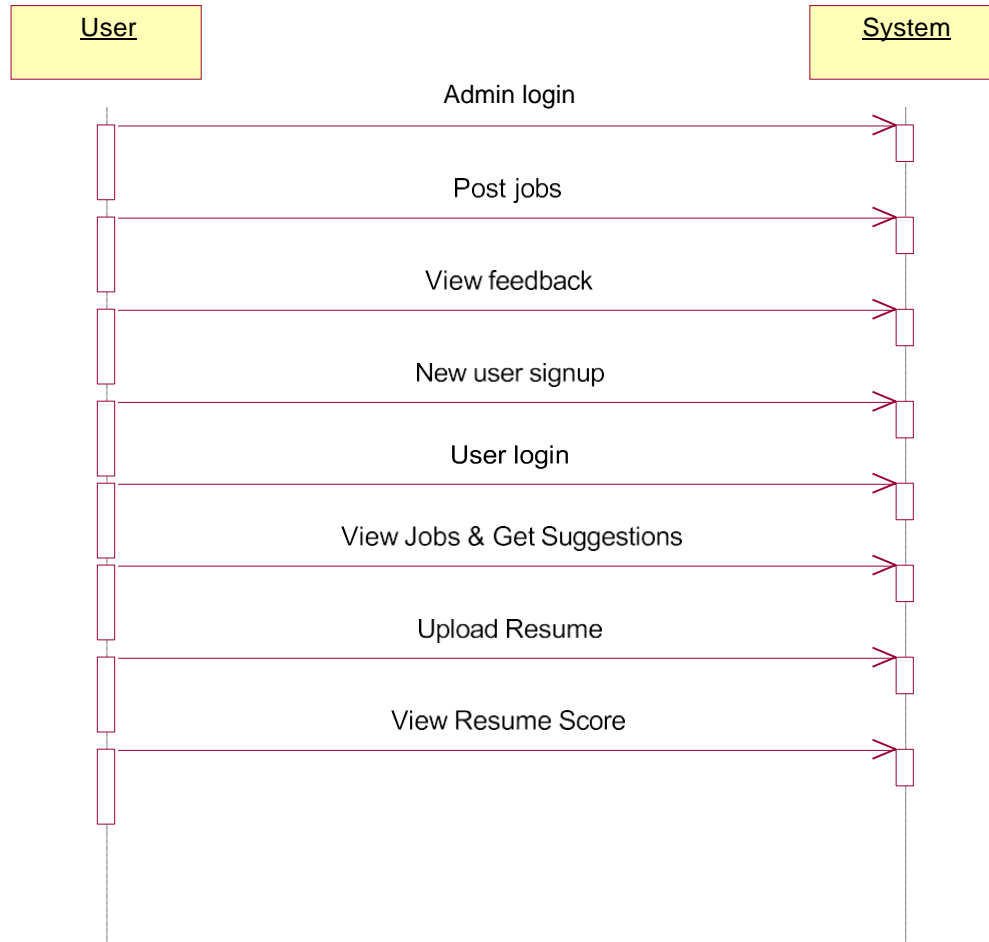 User
System
Admin login
Post jobs
View feedback
New user signup
User login
View Jobs & Get Suggestions
Upload Resume
View Resume Score